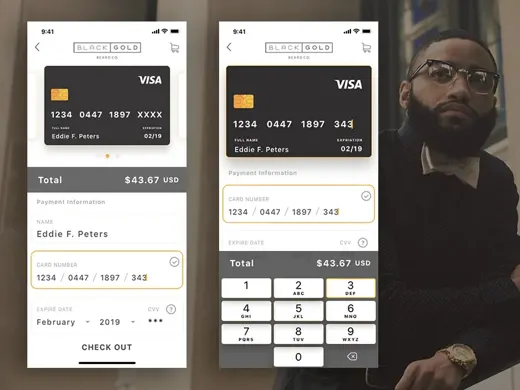 9:41
BLACK GOLD
#EARNYOU
VISA
1234 0447 1897 XXXX
FULL NAME EXPIRATION
Eddie F. Peters 02/19
Total $43.67 USD
Payment Information
NAME
Eddie F. Peters
CARD NUMBER
1234 / 0447 / 1897 / 343
EXPIRE DATE CVV ?
February 2019 ***
CHECK OUT
9:41
BLACK GOLD
VISA
1234 0447 1897 343
FULL NAME EXPIRATION
Eddie F. Peters 02/19
Payment Information
CARD NUMBER
1234 / 0447 / 1897 / 343
EXPIRE DATE CVV ?
Total $43.67 USD
1 2 3
ABC DEF
4 5 6
GHI JKL MNO
7 8 9
PQRS TUV WXYZ
0